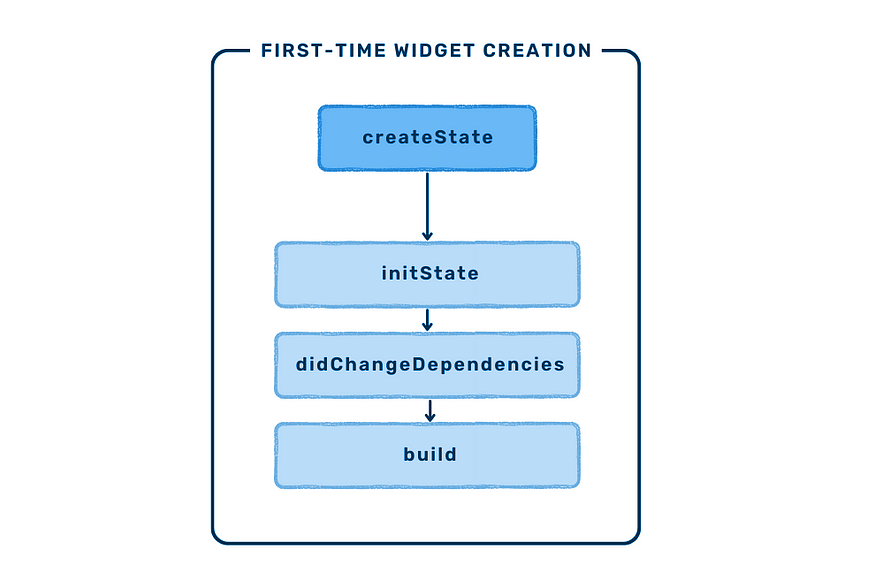 FIRST-TIME WIDGET CREATION
createState
initState
didChangeDependencies
build